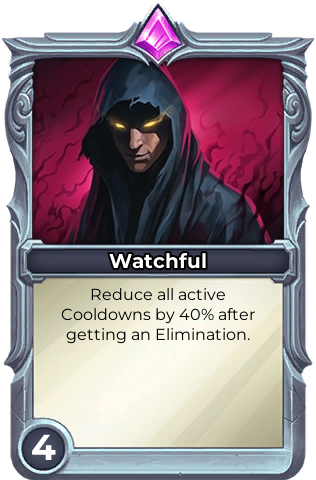 Watchful
Reduce all active
Cooldowns by 40% after
getting an Elimination.
4